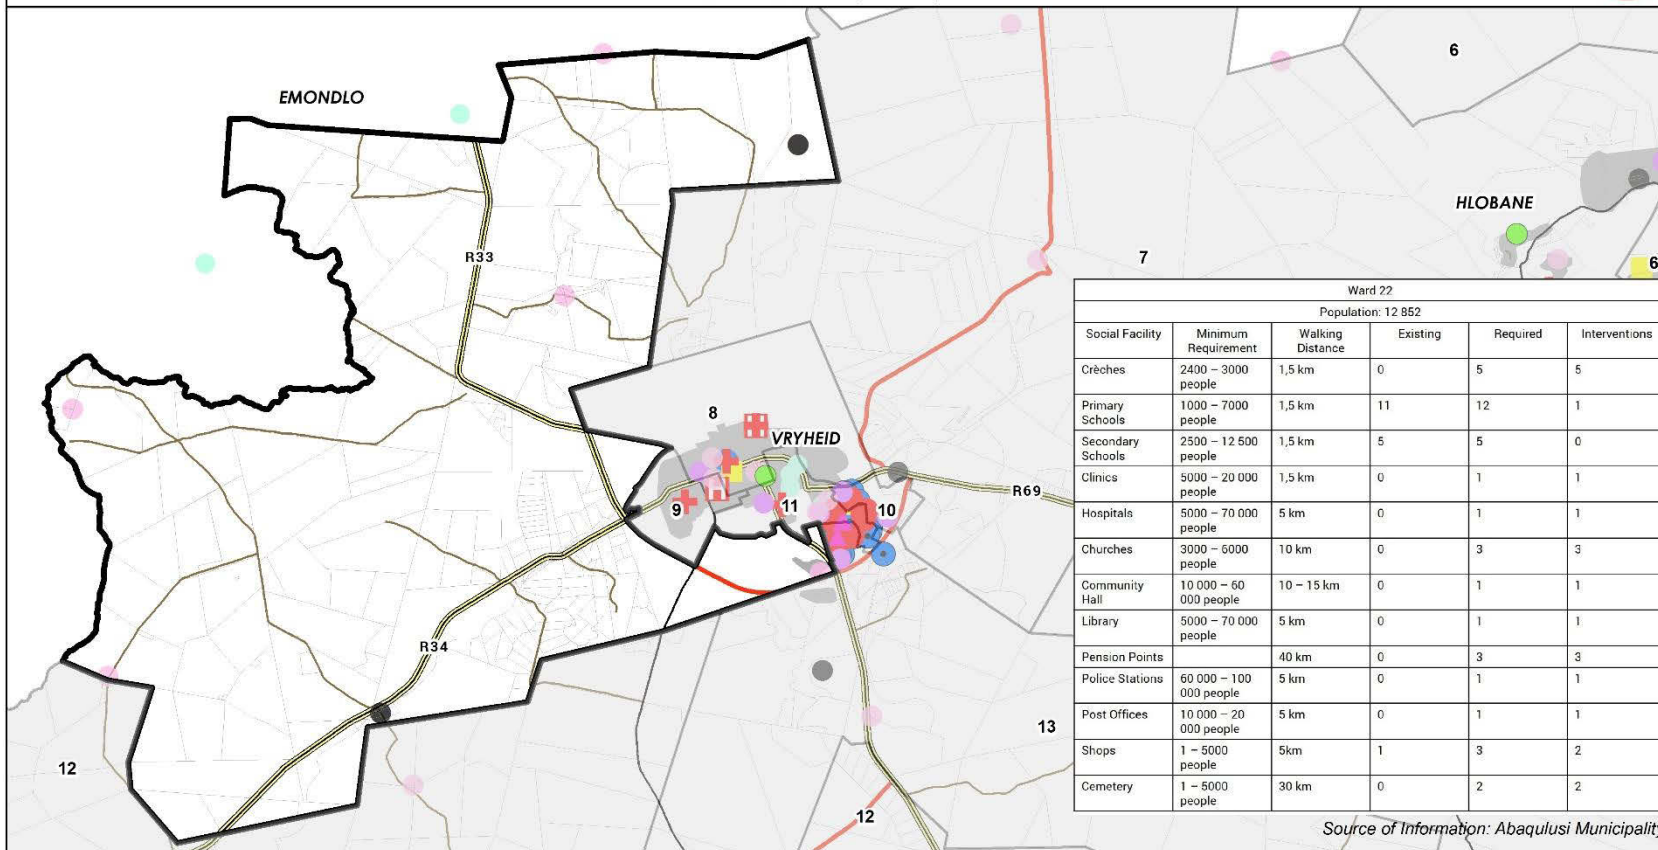 6
EMONDLO
HLOBANE
R33
7
6
8
VRYHEID
R69
9
11
10
R34
13
12
12
Ward 22
Population: 12 852
Social Facility Minimum Requirement Walking Distance Existing Required Interventions
Crèches 2400 – 3000 people 1,5 km 0 5 5
Primary Schools 1000 – 7000 people 1,5 km 11 12 1
Secondary Schools 2500 – 12 500 people 1,5 km 5 5 0
Clinics 5000 – 20 000 people 1,5 km 0 1 1
Hospitals 5000 – 70 000 people 5 km 0 1 1
Churches 3000 – 6000 people 10 km 0 3 3
Community Hall 10 000 – 60 000 people 10 – 15 km 0 1 1
Library 5000 – 70 000 people 5 km 0 1 1
Pension Points 40 km 0 3 3
Police Stations 60 000 – 100 000 people 5 km 0 1 1
Post Offices 10 000 – 20 000 people 5 km 0 1 1
Shops 1 – 5000 people 5km 1 3 2
Cemetery 1 – 5000 people 30 km 0 2 2
Source of Information: Abaqulusi Municipality